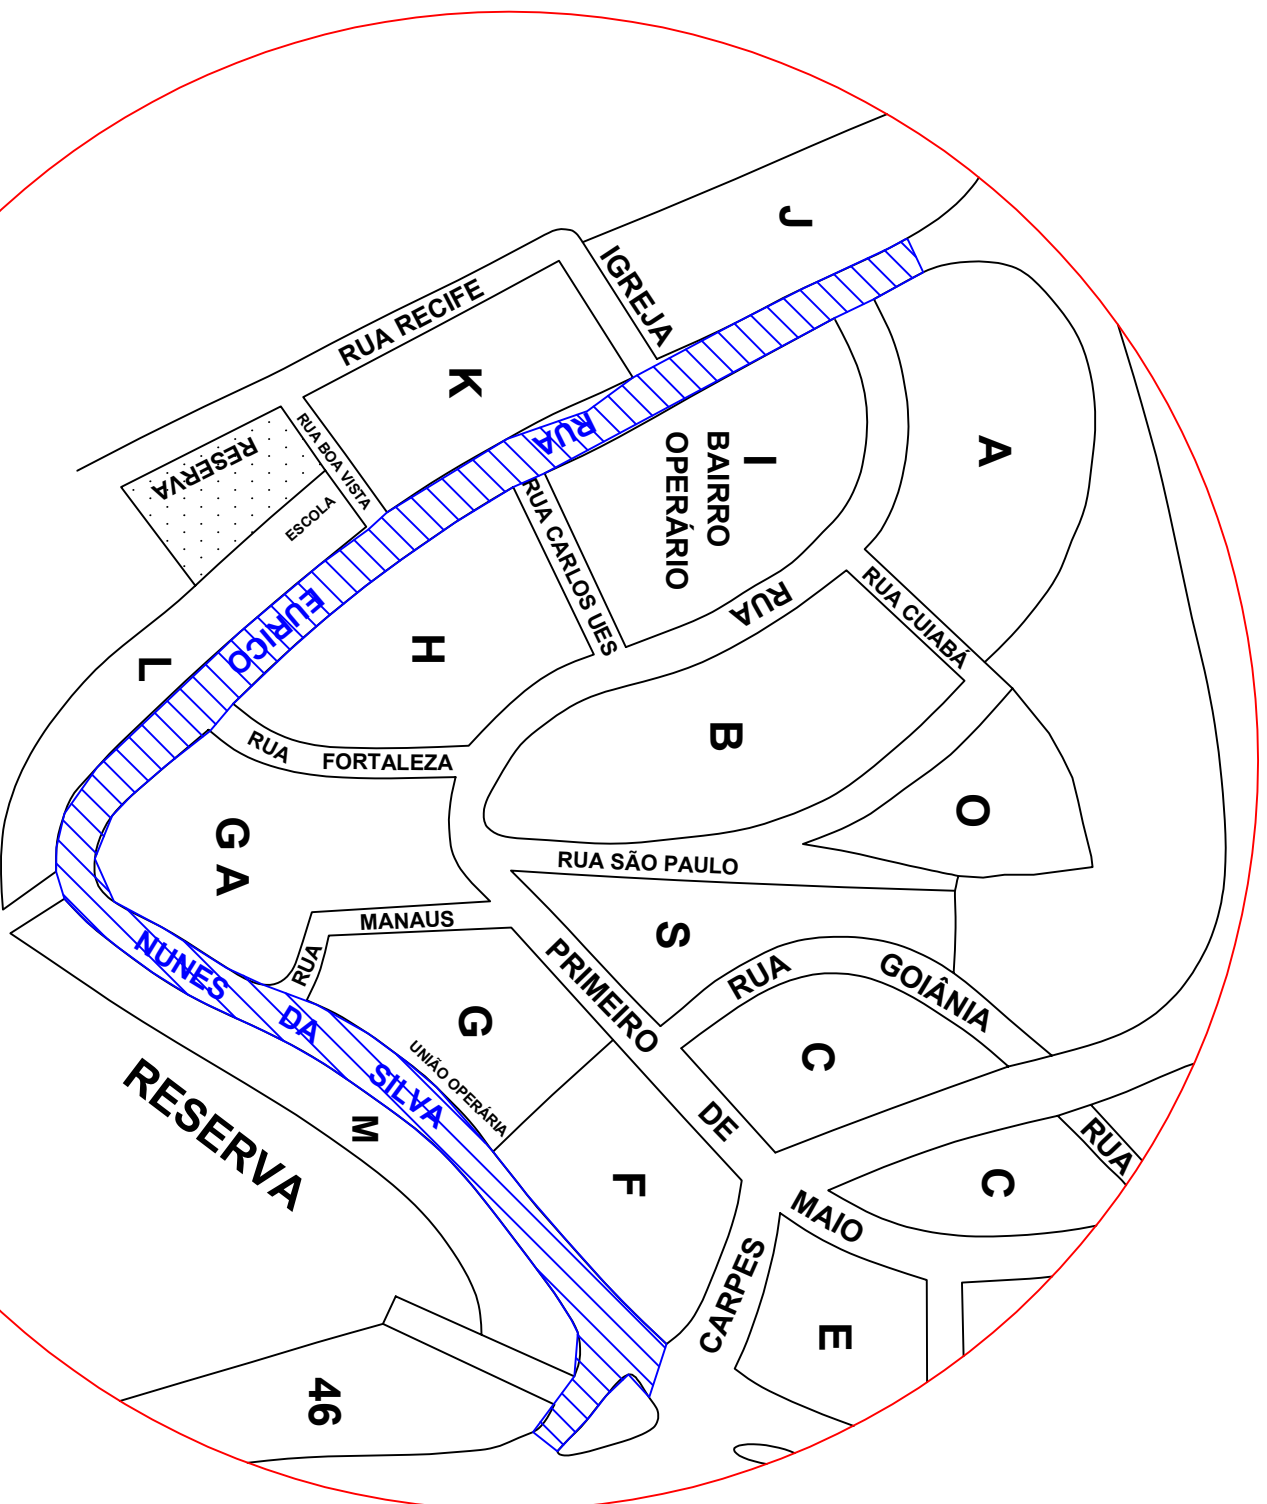 J
IGREJA
RUA RECIFE
K
A
I
BAIRRO
OPERÁRIO
RUA BOA VISTA
RESERVA
ESCOLA
RUA CARLOS UES
RUA
RUA CUIABÁ
H
L
B
RUA FORTALEZA
O
G A
RUA SÃO PAULO
RUA MANAUS
S
RUA GOIÂNIA
PRIMEIRO DE MAIO
G
UNIÃO OPERÁRIA
C
RUA EURICO NUNES DA SILVA
RESERVA
M
F
RUA
C
CARPES
E
46